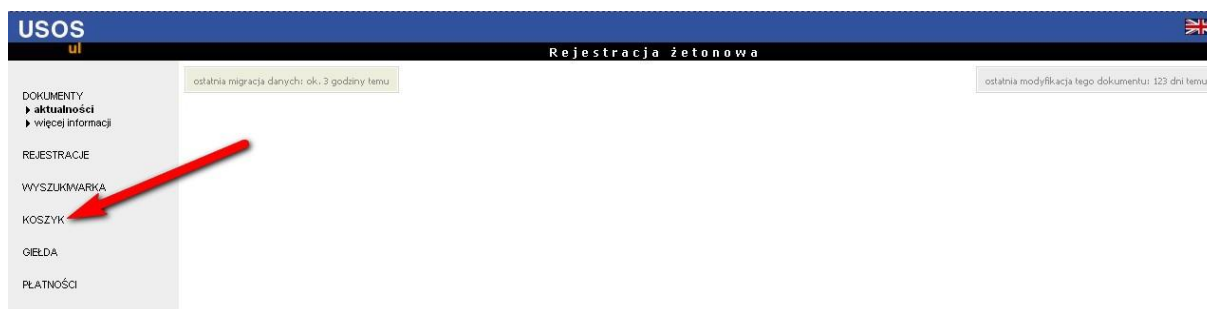 USOS
ul
Rejestracja żetonowa
ostatnia migracja danych: ok. 3 godziny temu
ostatnia modyfikacja tego dokumentu: 123 dni temu
DOKUMENTY
aktualności
więcej informacji
REJESTRACJE
WYSZUKIWARKA
KOSZYK
GIEŁDA
PŁATNOŚCI